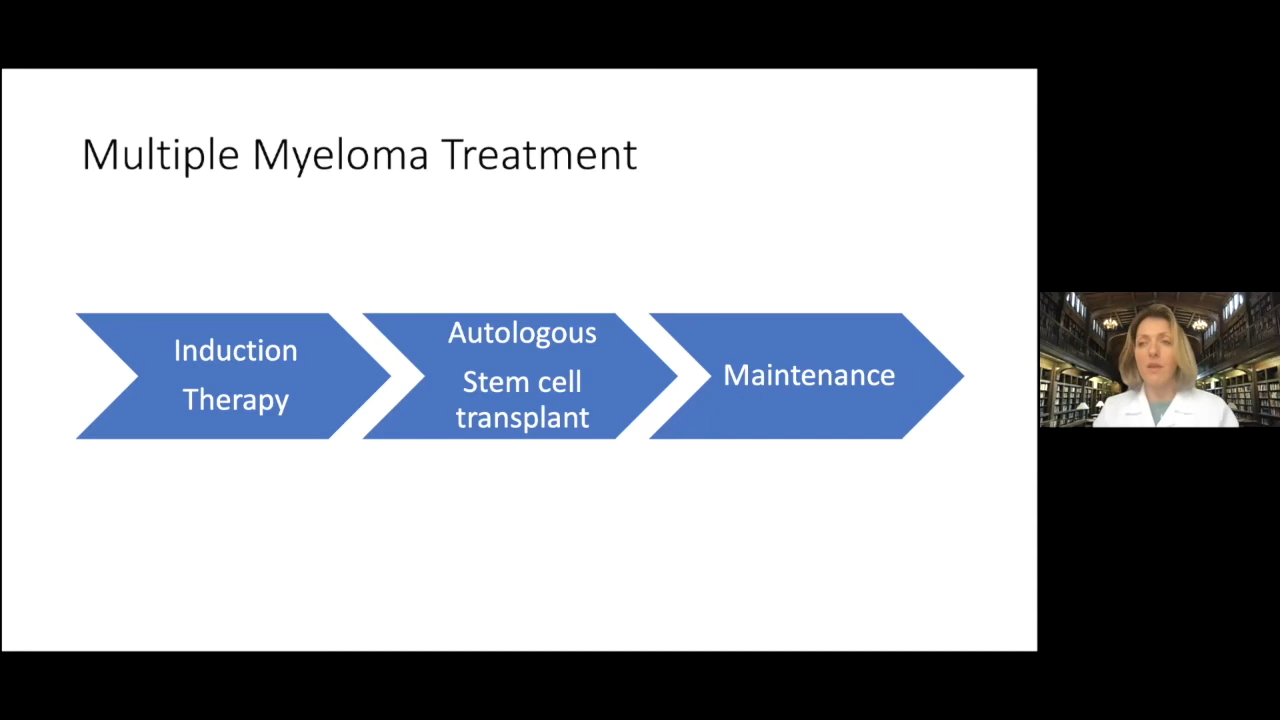 Multiple Myeloma Treatment
Induction
Therapy
Autologous
Stem cell
transplant
Maintenance